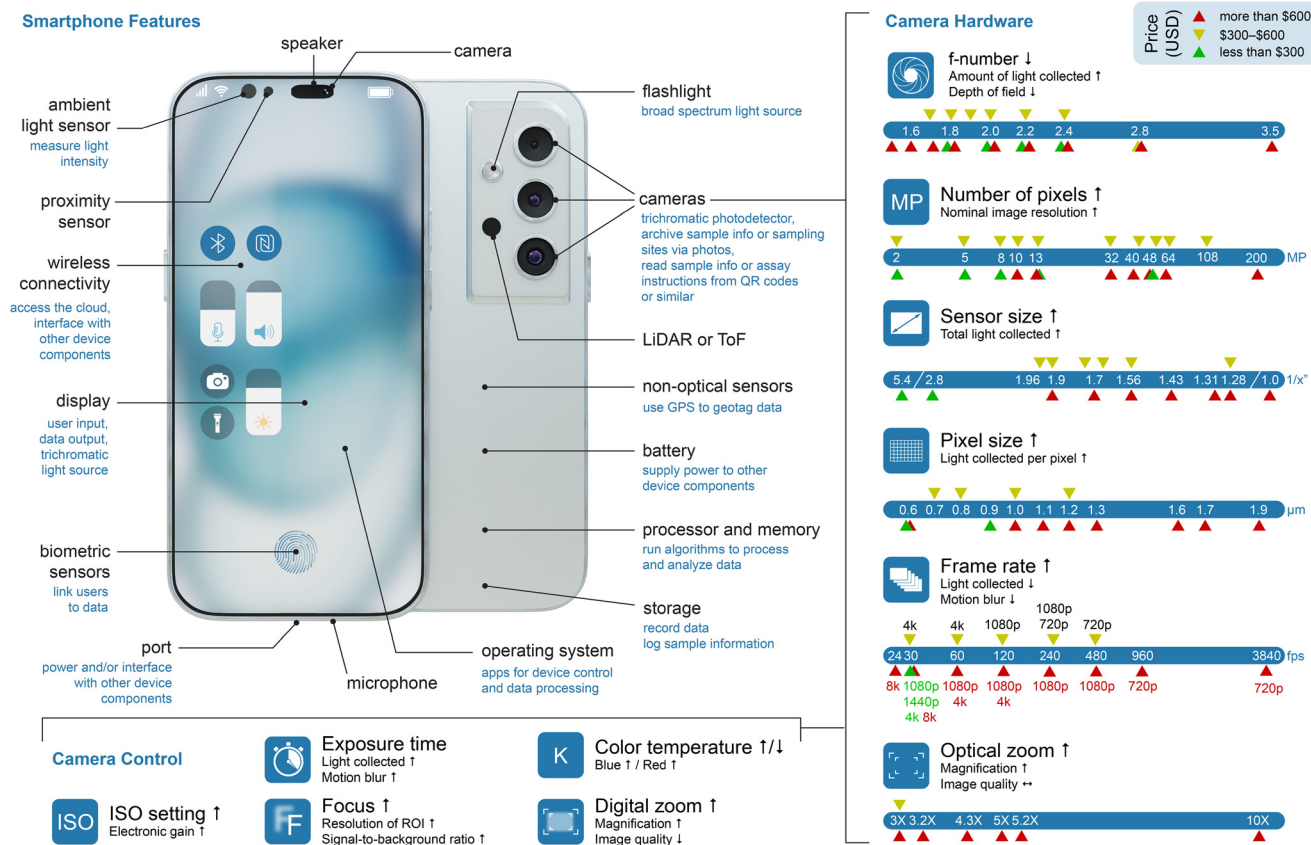 Smartphone Features
speaker
camera
ambient
light sensor
measure light
intensity
proximity
sensor
wireless
connectivity
access the cloud,
interface with
other device
components
display
user input,
data output,
trichromatic
light source
biometric
sensors
link users
to data
port
power and/or interface
with other device
components
microphone
operating system
apps for device control
and data processing
flashlight
broad spectrum light source
cameras
trichromatic photodetector,
archive sample info or sampling
sites via photos,
read sample info or assay
instructions from QR codes
or similar
LiDAR or ToF
non-optical sensors
use GPS to geotag data
battery
supply power to other
device components
processor and memory
run algorithms to process
and analyze data
storage
record data
log sample information
Camera Control
ISO
ISO setting ↑
Electronic gain ↑
Exposure time
Light collected ↑
Motion blur ↑
FF
Focus ↑
Resolution of ROI ↑
Signal-to-background ratio ↑
K
Color temperature ↑/↓
Blue ↑ / Red ↑
Digital zoom ↑
Magnification ↑
Image quality ↓
Camera Hardware
Price
(USD)
more than $600
$300–$600
less than $300
f-number ↓
Amount of light collected ↑
Depth of field ↓
1.6 1.8 2.0 2.2 2.4 2.8 3.5
MP
Number of pixels ↑
Nominal image resolution ↑
2 5 8 10 13 32 40 48 64 108 200 MP
Sensor size ↑
Total light collected ↑
5.4 / 2.8 1.96 1.9 1.7 1.56 1.43 1.31 1.28 / 1.0 1/x"
Pixel size ↑
Light collected per pixel ↑
0.6 0.7 0.8 0.9 1.0 1.1 1.2 1.3 1.6 1.7 1.9 µm
Frame rate ↑
Light collected ↓
Motion blur ↓
1080p
4k 4k 1080p 720p 720p
24 30 60 120 240 480 960 3840 fps
8k 1080p 1080p 1080p 1080p 1080p 720p 720p
1440p 4k 4k
4k 8k
Optical zoom ↑
Magnification ↑
Image quality ↔
3X 3.2X 4.3X 5X 5.2X 10X